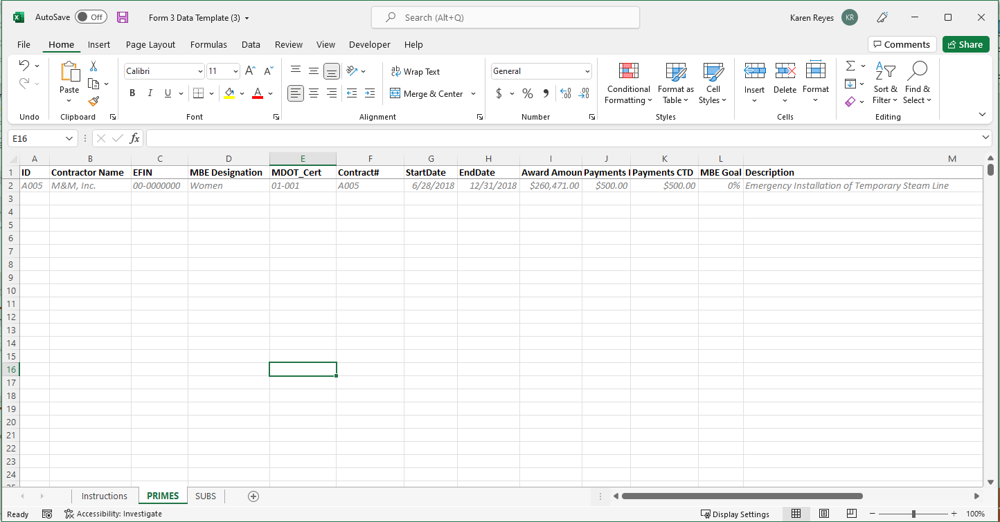 AutoSave Off Form 3 Data Template (3) Search (Alt+Q) Karen Reyes KR
File Home Insert Page Layout Formulas Data Review View Developer Help Comments Share
Calibri 11 A A Wrap Text General
Paste B I U A Merge & Center $ % Conditional Formatting Format as Table Cell Styles Insert Delete Format Sort & Filter Find & Select
Undo Clipboard Font Alignment Number Styles Cells Editing
E16 fx
A B C D E F G H I J K L M
1 ID Contractor Name EFIN MBE Designation MDOT_Cert Contract# StartDate EndDate Award Amoun Payments Payments CTD MBE Goal Description
2 A005 M&M, Inc. 00-0000000 Women 01-001 A005 6/28/2018 12/31/2018 $260,471.00 $500.00 $500.00 0% Emergency Installation of Temporary Steam Line
3
4
5
6
7
8
9
10
11
12
13
14
15
16
17
18
19
20
21
22
23
24
Instructions PRIMES SUBS
Ready Accessibility: Investigate Display Settings 100%